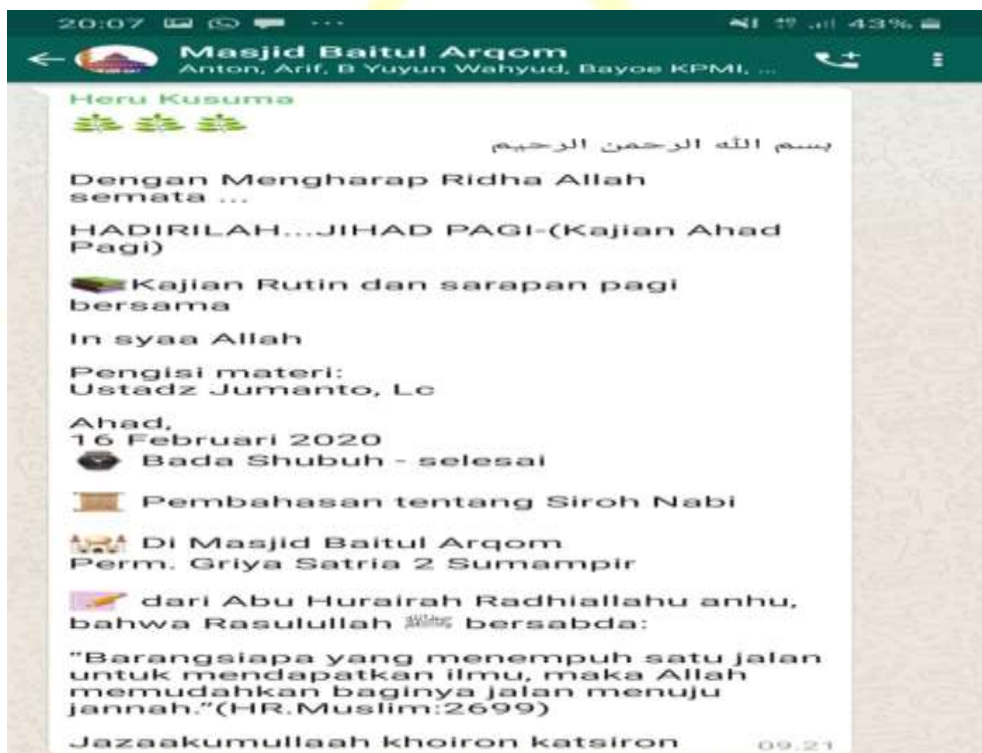 20:07 43%
Masjid Baitul Arqom
Anton, Arif, B Yuyun Wahyud, Bayoe KPMI, ...
Heru Kusuma
بسم الله الرحمن الرحيم
Dengan Mengharap Ridha Allah
semata ...
HADIRILAH...JIHAD PAGI-(Kajian Ahad
Pagi)
Kajian Rutin dan sarapan pagi
bersama
In syaa Allah
Pengisi materi:
Ustadz Jumanto, Lc
Ahad,
16 Februari 2020
Bada Shubuh - selesai
Pembahasan tentang Siroh Nabi
Di Masjid Baitul Arqom
Perm. Griya Satria 2 Sumampir
dari Abu Hurairah Radhiallahu anhu,
bahwa Rasulullah ﷺ bersabda:
"Barangsiapa yang menempuh satu jalan
untuk mendapatkan ilmu, maka Allah
memudahkan baginya jalan menuju
jannah."(HR.Muslim:2699)
Jazaakumullaah khoiron katsiron 09.21